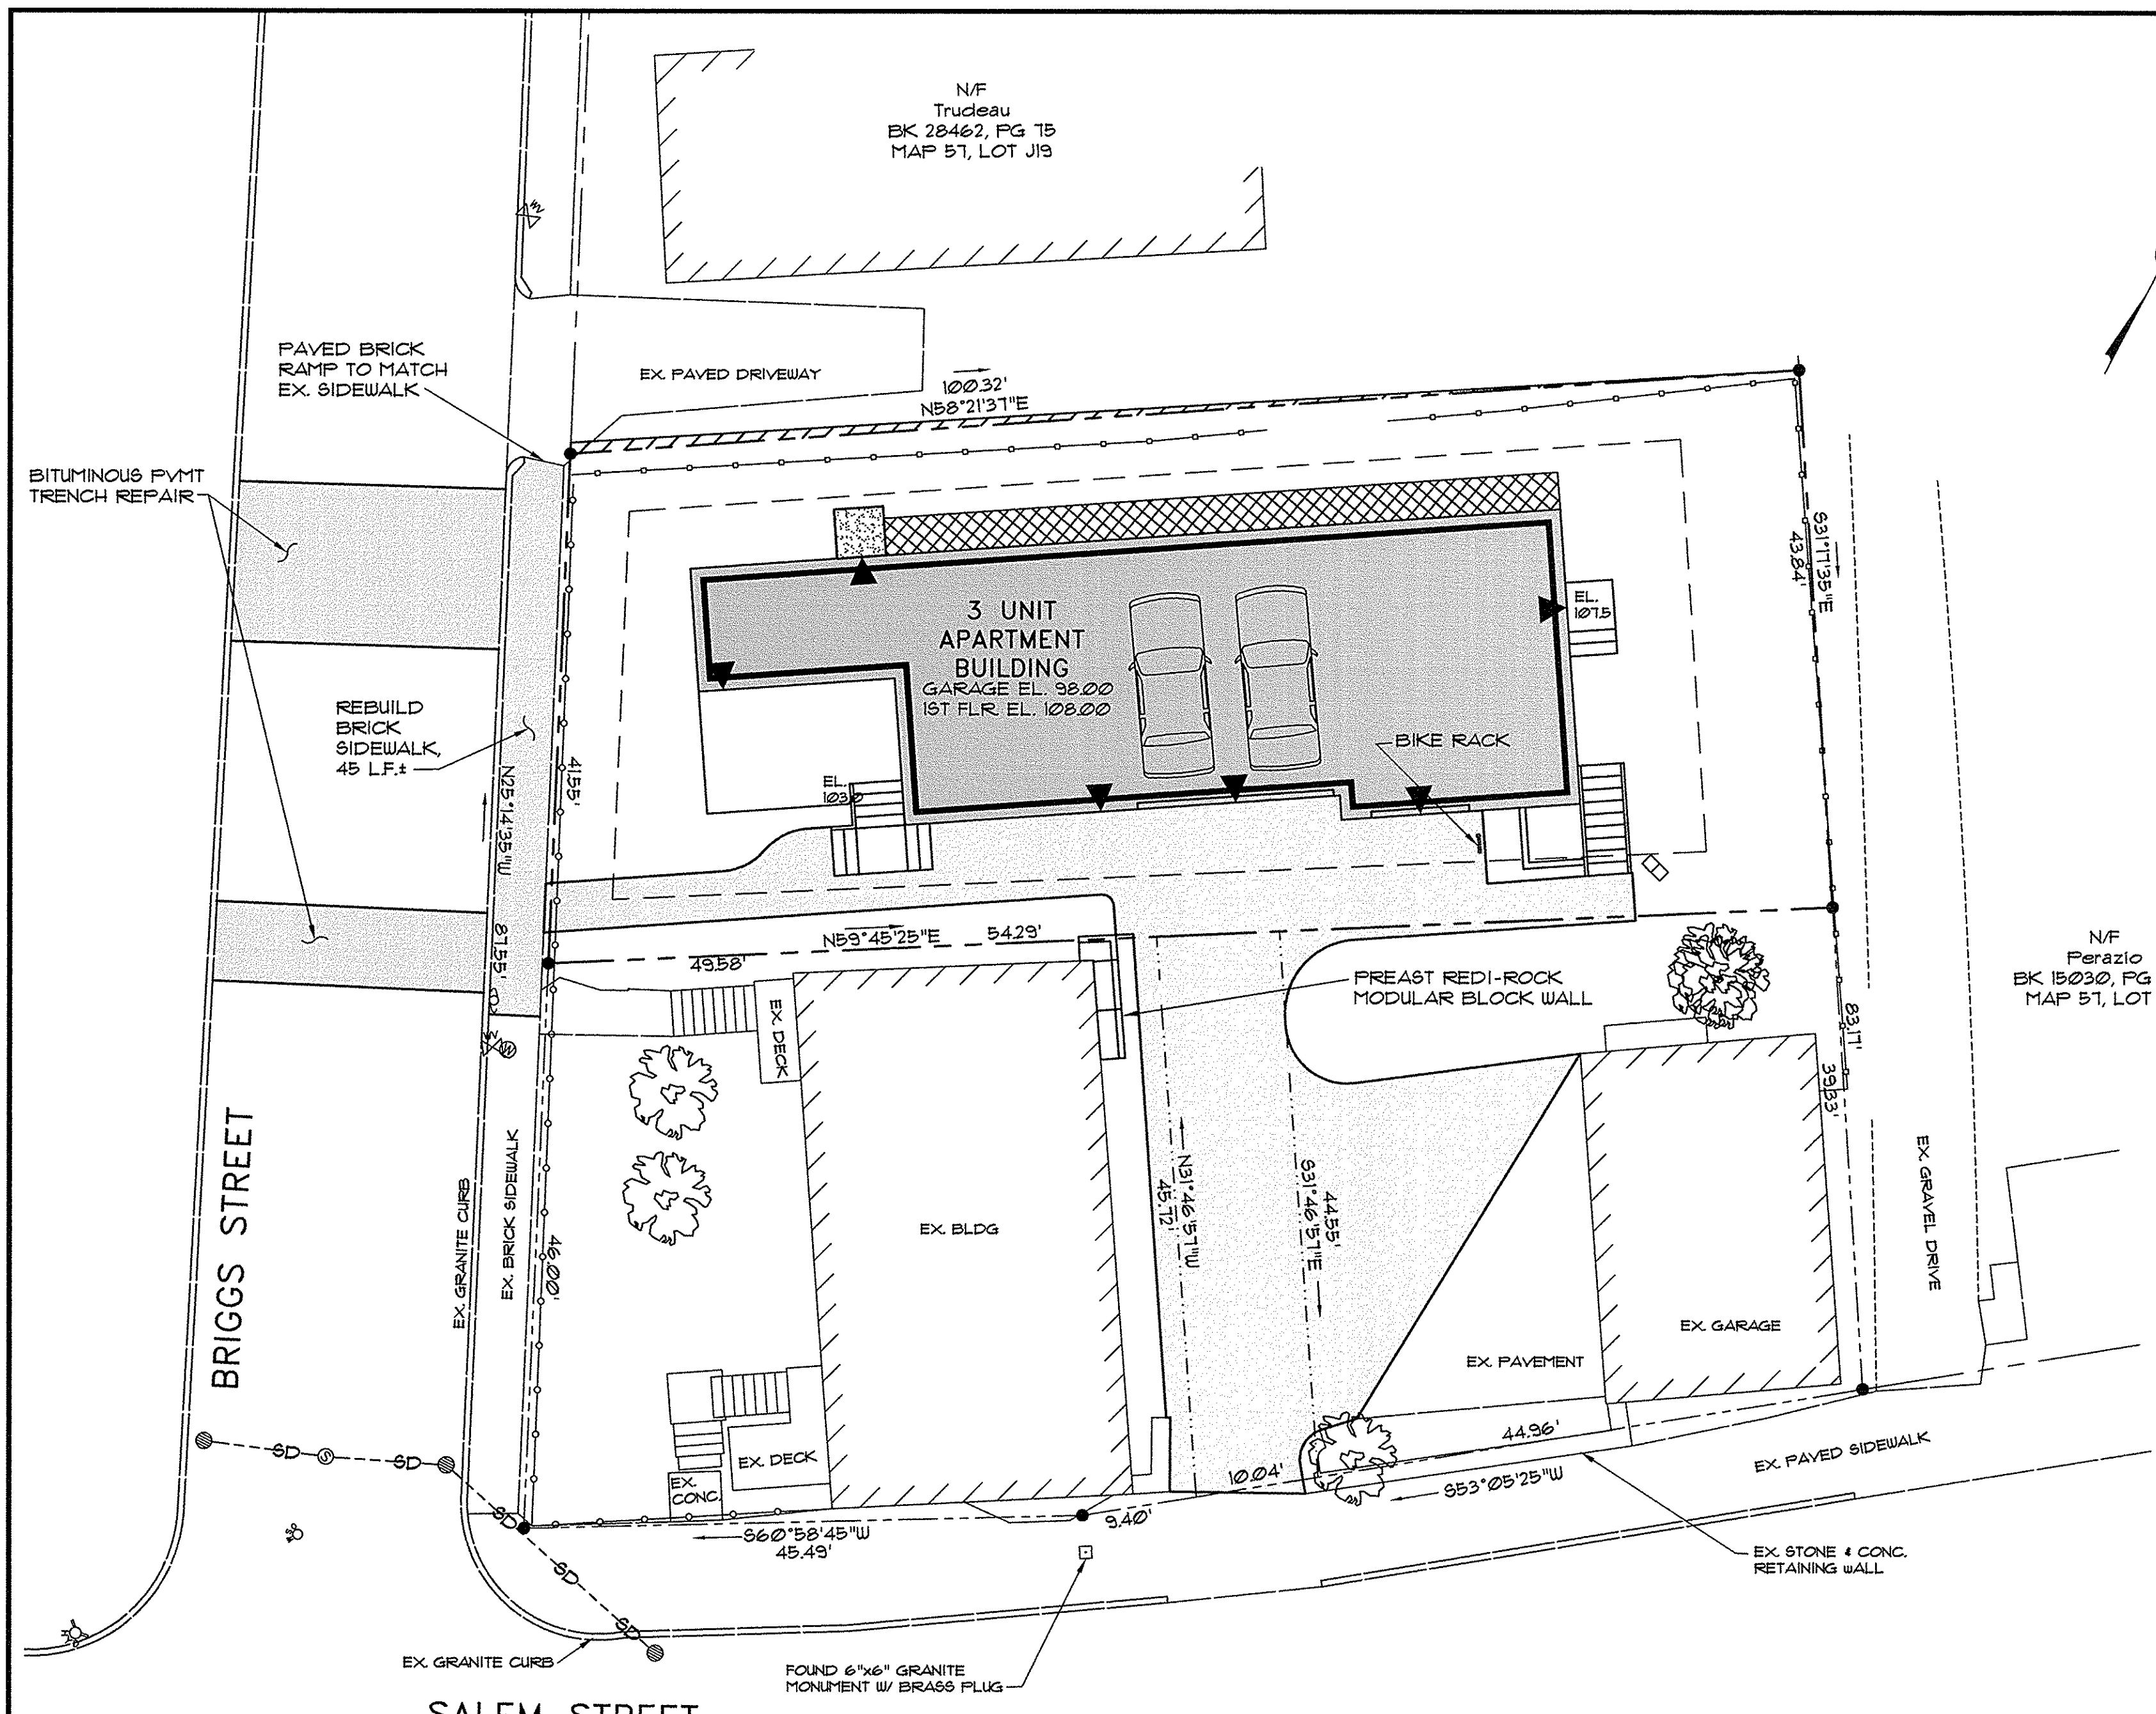 N/F
Trudeau
BK 28462, PG 75
MAP 57, LOT J19
PAVED BRICK
RAMP TO MATCH
EX. SIDEWALK
EX. PAVED DRIVEWAY
100.32'
N58°21'37"E
BITUMINOUS PVMT
TRENCH REPAIR
S31°17'35"E
43.84'
3 UNIT
APARTMENT
BUILDING
GARAGE EL. 98.00
1ST FLR. EL. 108.00
EL.
107.5
REBUILD
BRICK
SIDEWALK,
45 L.F.±
BIKE RACK
EL.
103.0
N25°14'35"W
87.55'
41.55'
N59°45'25"E
54.29'
49.58'
PREAST REDI-ROCK
MODULAR BLOCK WALL
N/F
Perazio
BK 15030, PG
MAP 57, LOT
EX. DECK
83.17'
39.33'
BRIGGS STREET
EX. GRANITE CURB
EX. BRICK SIDEWALK
46.00'
EX. BLDG
N31°46'57"W
45.72'
44.55'
S31°46'57"E
EX. GRAVEL DRIVE
EX. GARAGE
EX. PAVEMENT
SD
SD
SD
SD
SD
S
W
EX. DECK
EX.
CONC.
44.96'
10.04'
9.40'
S53°05'25"W
EX. PAVED SIDEWALK
S60°58'45"W
45.49'
EX. STONE & CONC.
RETAINING WALL
EX. GRANITE CURB
FOUND 6"x6" GRANITE
MONUMENT W/ BRASS PLUG
SALEM STREET